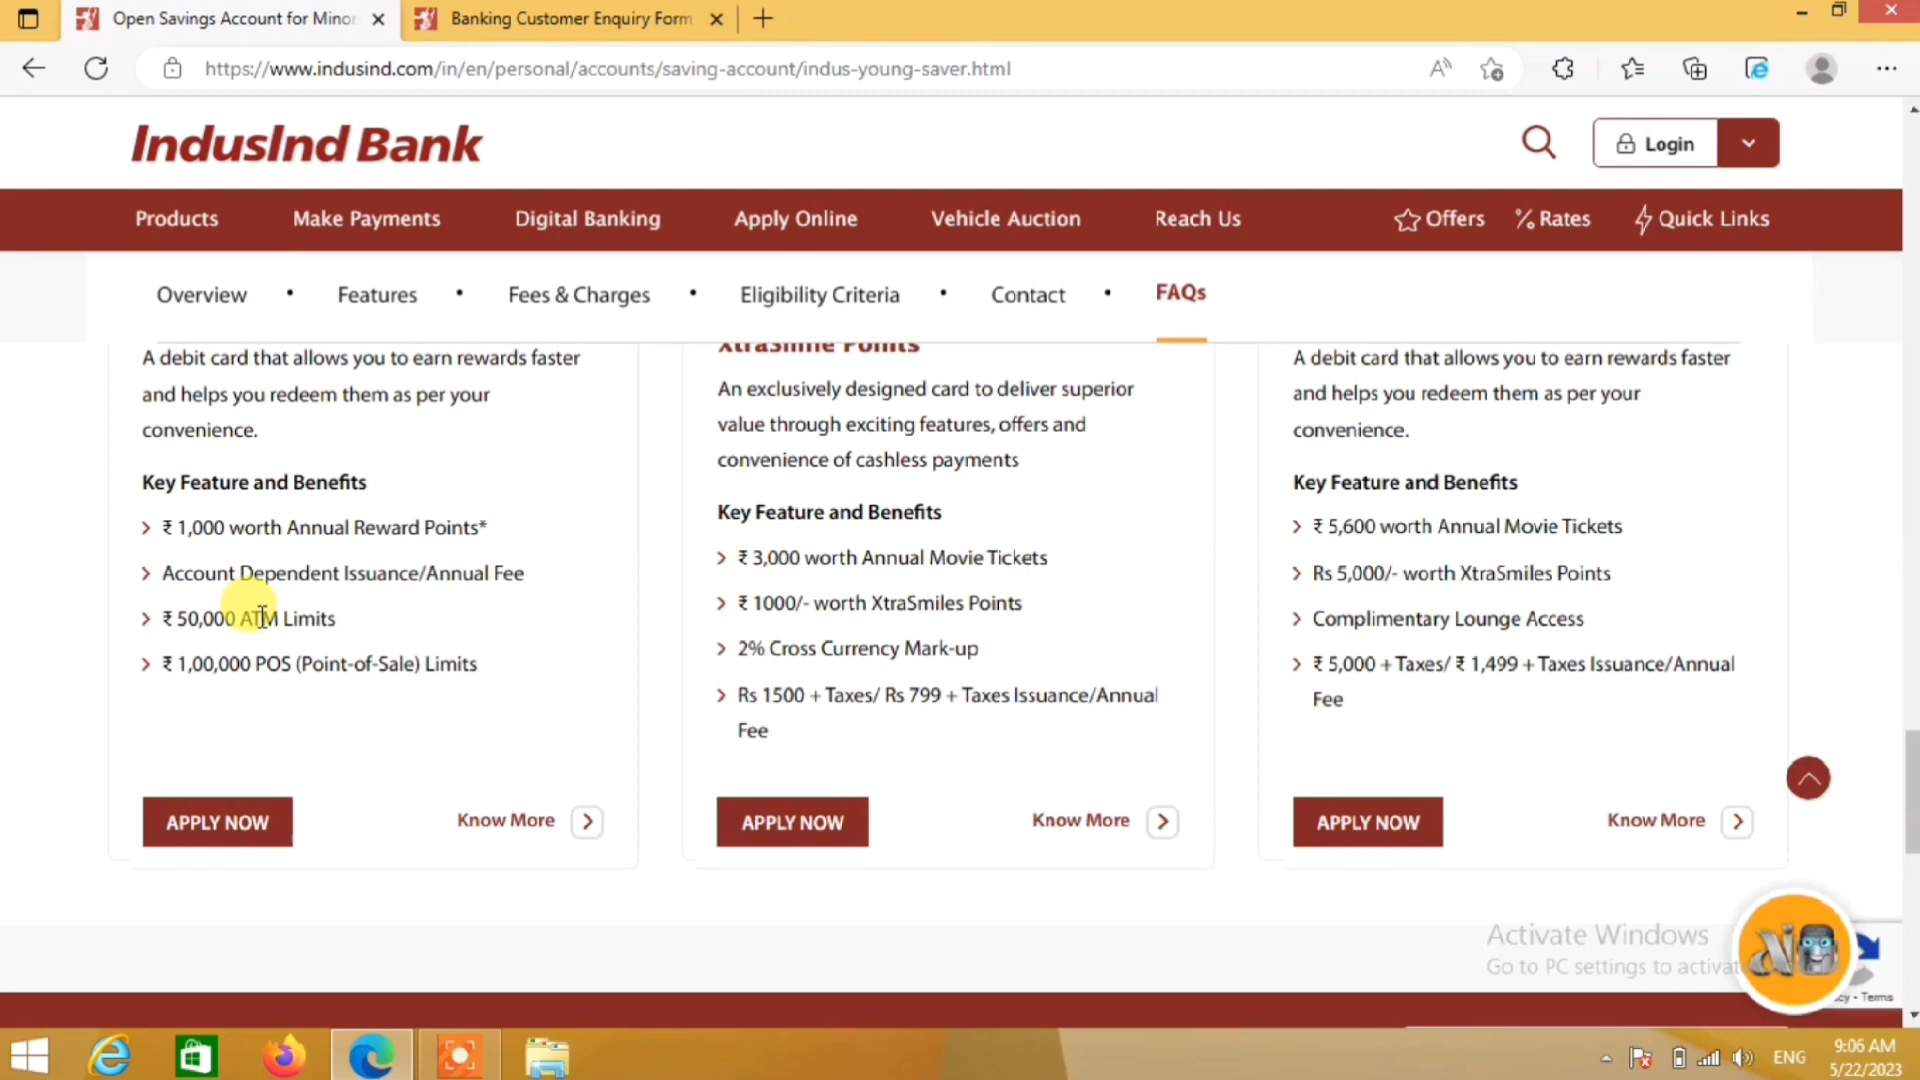 Open Savings Account for Minor
Banking Customer Enquiry Form
https://www.indusind.com/in/en/personal/accounts/saving-account/indus-young-saver.html
IndusInd Bank
Login
Products
Make Payments
Digital Banking
Apply Online
Vehicle Auction
Reach Us
Offers
% Rates
Quick Links
Overview • Features • Fees & Charges • Eligibility Criteria • Contact • FAQs
A debit card that allows you to earn rewards faster
and helps you redeem them as per your
convenience.
Key Feature and Benefits
₹ 1,000 worth Annual Reward Points*
Account Dependent Issuance/Annual Fee
₹ 50,000 ATM Limits
₹ 1,00,000 POS (Point-of-Sale) Limits
APPLY NOW
Know More
XtraSmile Points
An exclusively designed card to deliver superior
value through exciting features, offers and
convenience of cashless payments
Key Feature and Benefits
₹ 3,000 worth Annual Movie Tickets
₹ 1000/- worth XtraSmiles Points
2% Cross Currency Mark-up
Rs 1500 + Taxes/ Rs 799 + Taxes Issuance/Annual
Fee
APPLY NOW
Know More
A debit card that allows you to earn rewards faster
and helps you redeem them as per your
convenience.
Key Feature and Benefits
₹ 5,600 worth Annual Movie Tickets
Rs 5,000/- worth XtraSmiles Points
Complimentary Lounge Access
₹ 5,000 + Taxes/ ₹ 1,499 + Taxes Issuance/Annual
Fee
APPLY NOW
Know More
Activate Windows
Go to PC settings to activat
cy - Terms
ENG
9:06 AM
5/22/2023